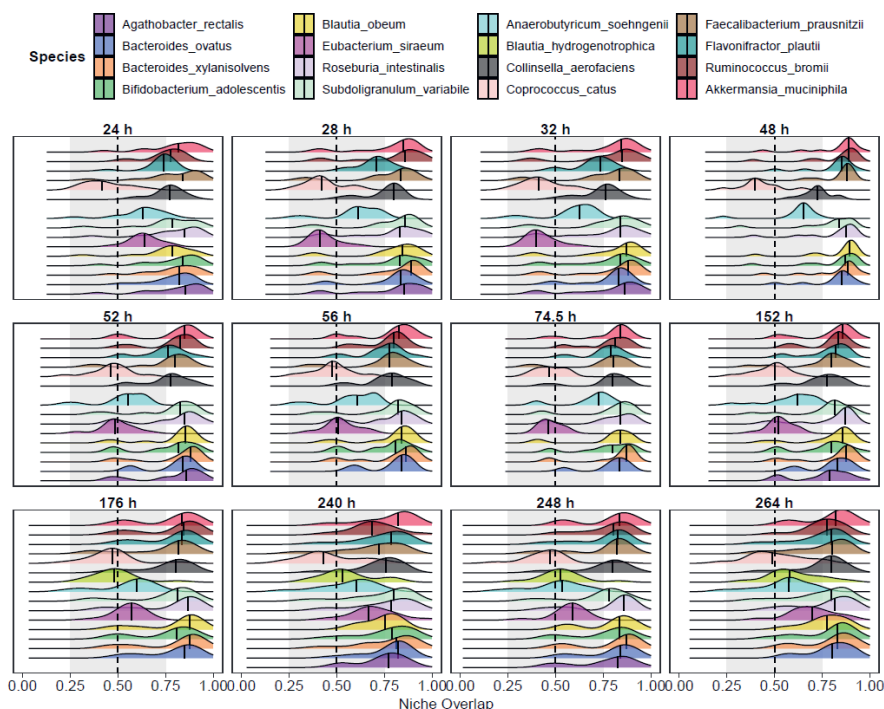 Agathobacter_rectalis Blautia_obeum Anaerobutyricum_soehngenii Faecalibacterium_prausnitzii
Bacteroides_ovatus Eubacterium_siraeum Blautia_hydrogenotrophica Flavonifractor_plautii
Species
Bacteroides_xylanisolvens Roseburia_intestinalis Collinsella_aerofaciens Ruminococcus_bromii
Bifidobacterium_adolescentis Subdoligranulum_variabile Coprococcus_catus Akkermansia_muciniphila
24 h 28 h 32 h 48 h
52 h 56 h 74.5 h 152 h
176 h 240 h 248 h 264 h
0.00 0.25 0.50 0.75 1.00 0.00 0.25 0.50 0.75 1.00 0.00 0.25 0.50 0.75 1.00 0.00 0.25 0.50 0.75 1.00
Niche Overlap